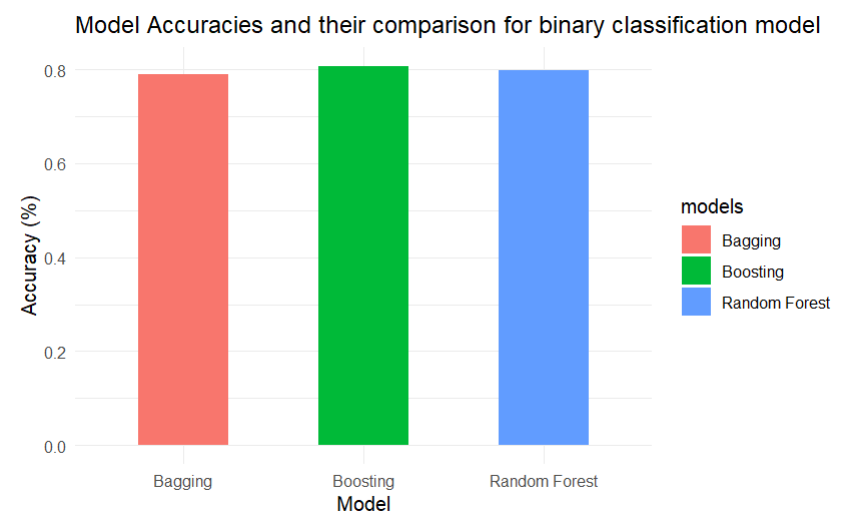 Model Accuracies and their comparison for binary classification model
Accuracy (%)
0.8
0.6
0.4
0.2
0.0
Bagging
Boosting
Random Forest
Model
models
Bagging
Boosting
Random Forest